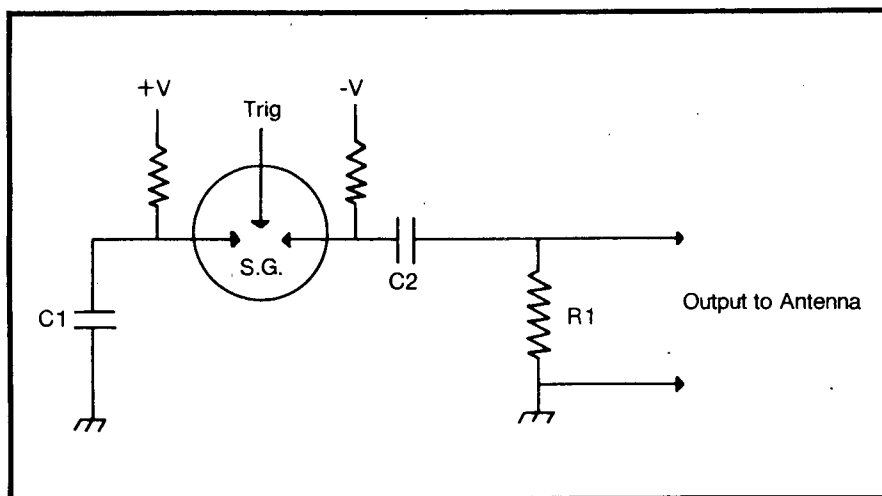 +V
Trig
-V
S.G.
C2
C1
R1
Output to Antenna